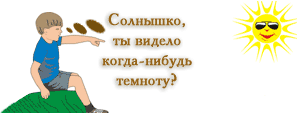 Солнышко,
ты видело
когда-нибудь
темноту?